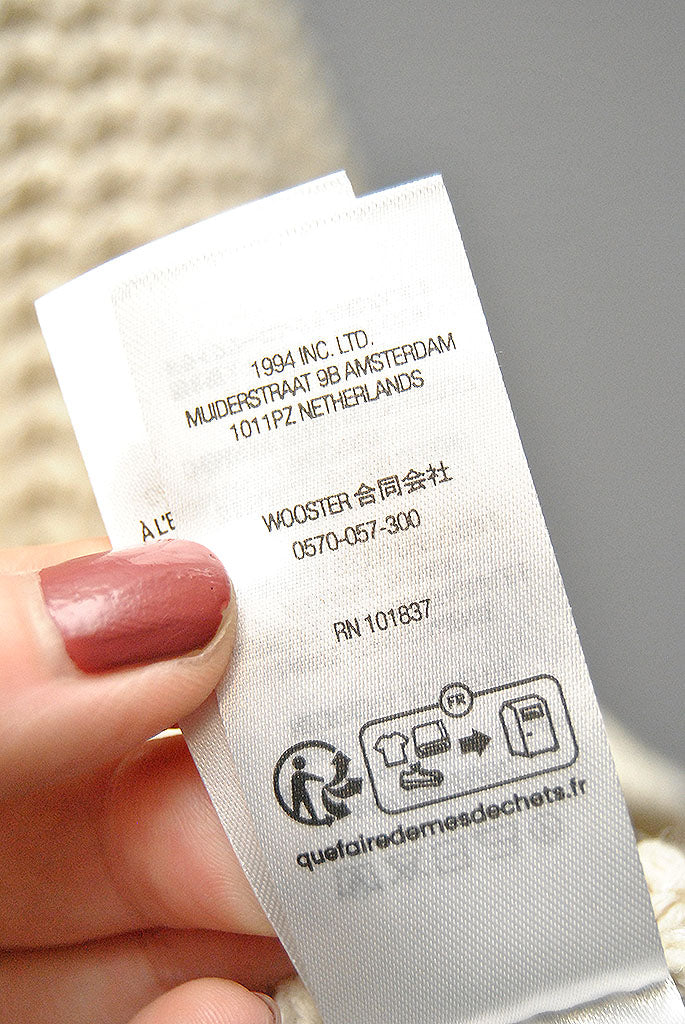 1994 INC. LTD.
MUIDERSTRAAT 9B AMSTERDAM
1011PZ NETHERLANDS
À L'E
WOOSTER 合同会社
0570-057-300
RN 101837
FR
quefairedemesdechets.fr